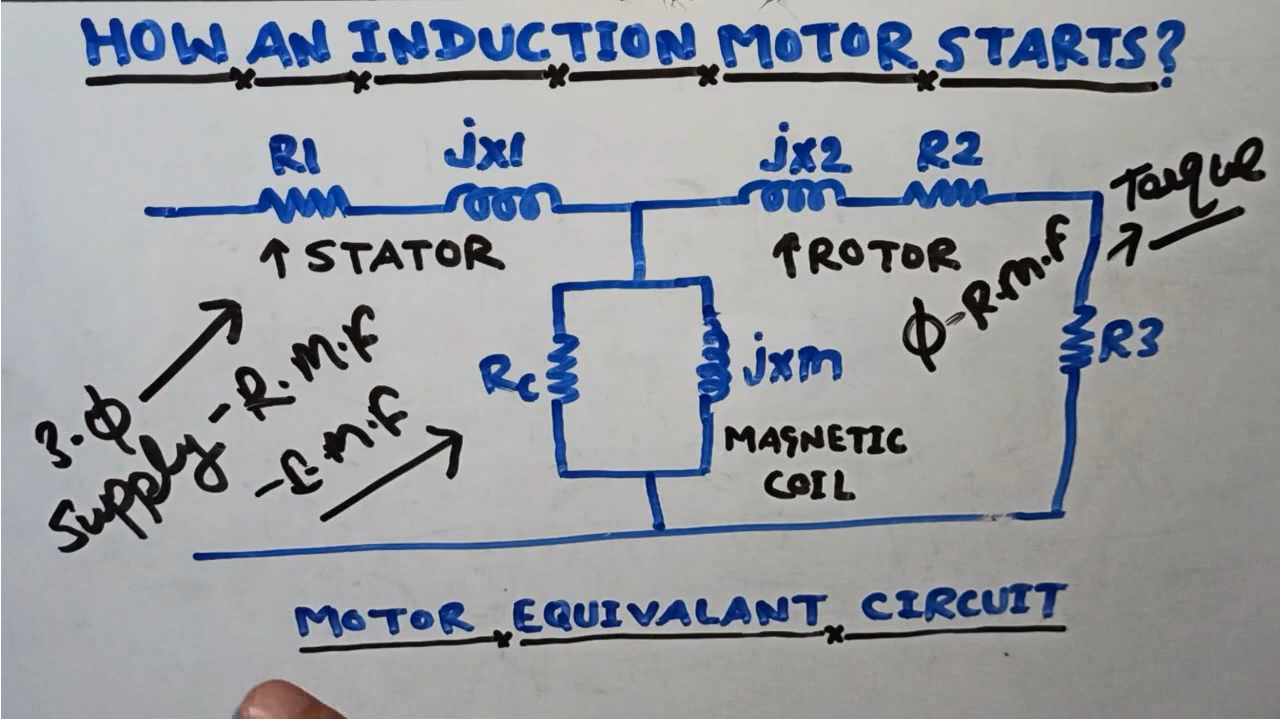 HOW AN INDUCTION MOTOR STARTS?
R1
jx1
jx2
R2
Torque
↑ STATOR
↑ ROTOR
ϕ-R.M.F
3.ϕ
Supply - R.M.F
- E.M.F
Rc
jxm
R3
MAGNETIC
COIL
MOTOR EQUIVALANT CIRCUIT